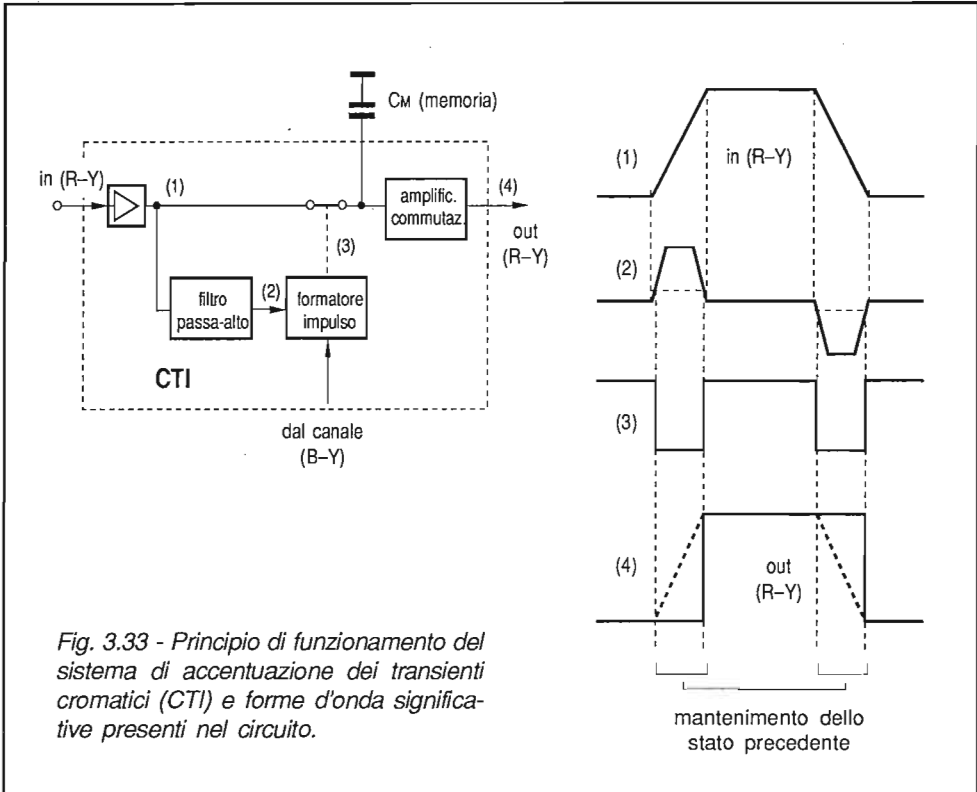 CM (memoria)
in (R–Y)
(1)
amplific.
commutaz.
(4)
out
(R–Y)
(3)
filtro
passa-alto
(2)
formatore
impulso
CTI
dal canale
(B–Y)
(1)
in (R–Y)
(2)
(3)
(4)
out
(R–Y)
mantenimento dello
stato precedente
Fig. 3.33 - Principio di funzionamento del
sistema di accentuazione dei transienti
cromatici (CTI) e forme d'onda significa-
tive presenti nel circuito.